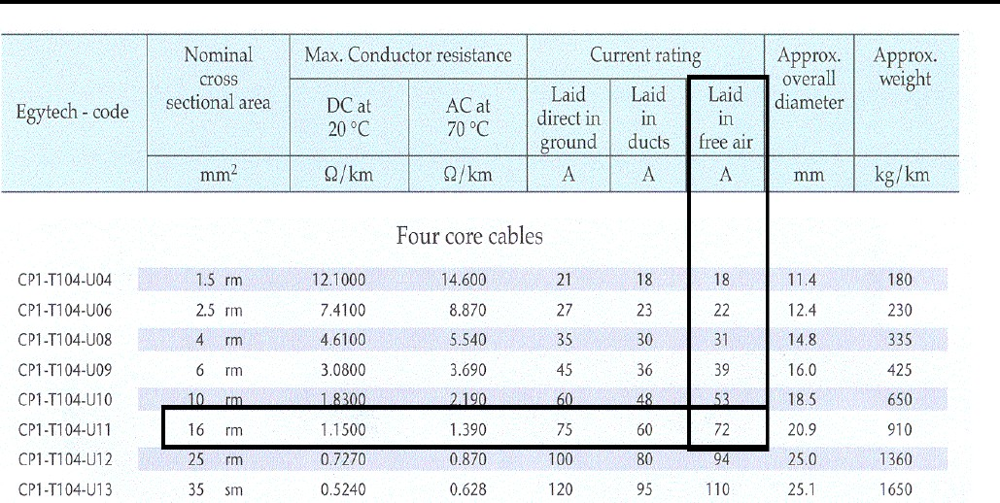 Egytech - code Nominal cross sectional area Max. Conductor resistance Current rating Approx. overall diameter Approx. weight
DC at 20 °C AC at 70 °C Laid direct in ground Laid in ducts Laid in free air
mm² Ω/km Ω/km A A A mm kg/km
Four core cables
CP1-T104-U04 1.5 rm 12.1000 14.600 21 18 18 11.4 180
CP1-T104-U06 2.5 rm 7.4100 8.870 27 23 22 12.4 230
CP1-T104-U08 4 rm 4.6100 5.540 35 30 31 14.8 335
CP1-T104-U09 6 rm 3.0800 3.690 45 36 39 16.0 425
CP1-T104-U10 10 rm 1.8300 2.190 60 48 53 18.5 650
CP1-T104-U11 16 rm 1.1500 1.390 75 60 72 20.9 910
CP1-T104-U12 25 rm 0.7270 0.870 100 80 94 25.0 1360
CP1-T104-U13 35 sm 0.5240 0.628 120 95 110 25.1 1650